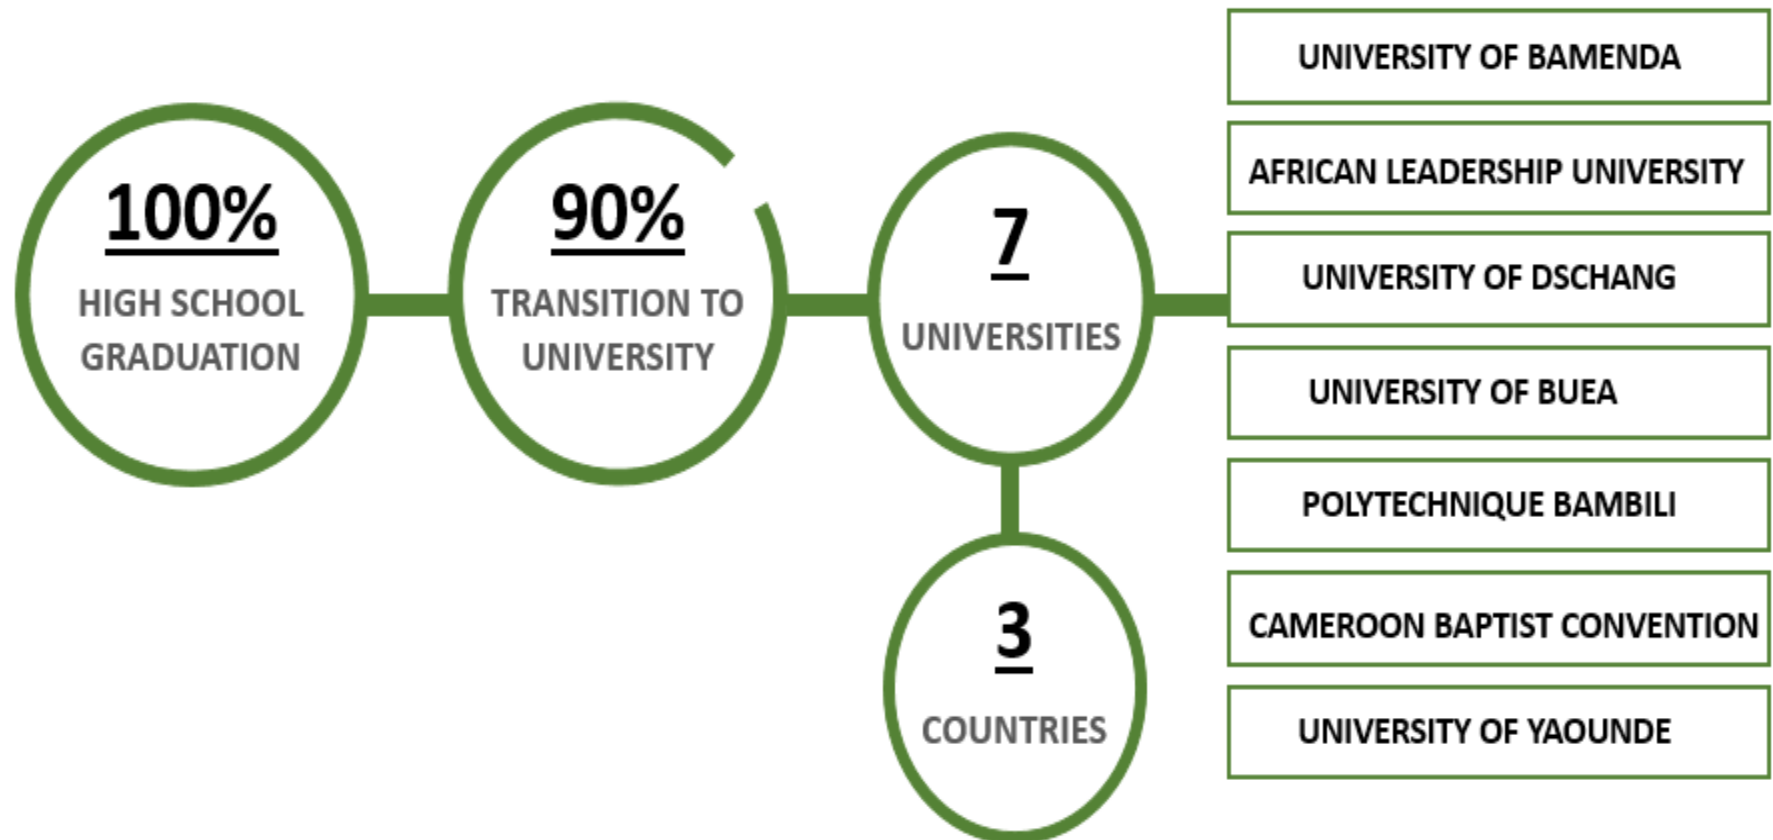 100%
HIGH SCHOOL
GRADUATION
90%
TRANSITION TO
UNIVERSITY
7
UNIVERSITIES
3
COUNTRIES
UNIVERSITY OF BAMENDA
AFRICAN LEADERSHIP UNIVERSITY
UNIVERSITY OF DSCHANG
UNIVERSITY OF BUEA
POLYTECHNIQUE BAMBILI
CAMEROON BAPTIST CONVENTION
UNIVERSITY OF YAOUNDE